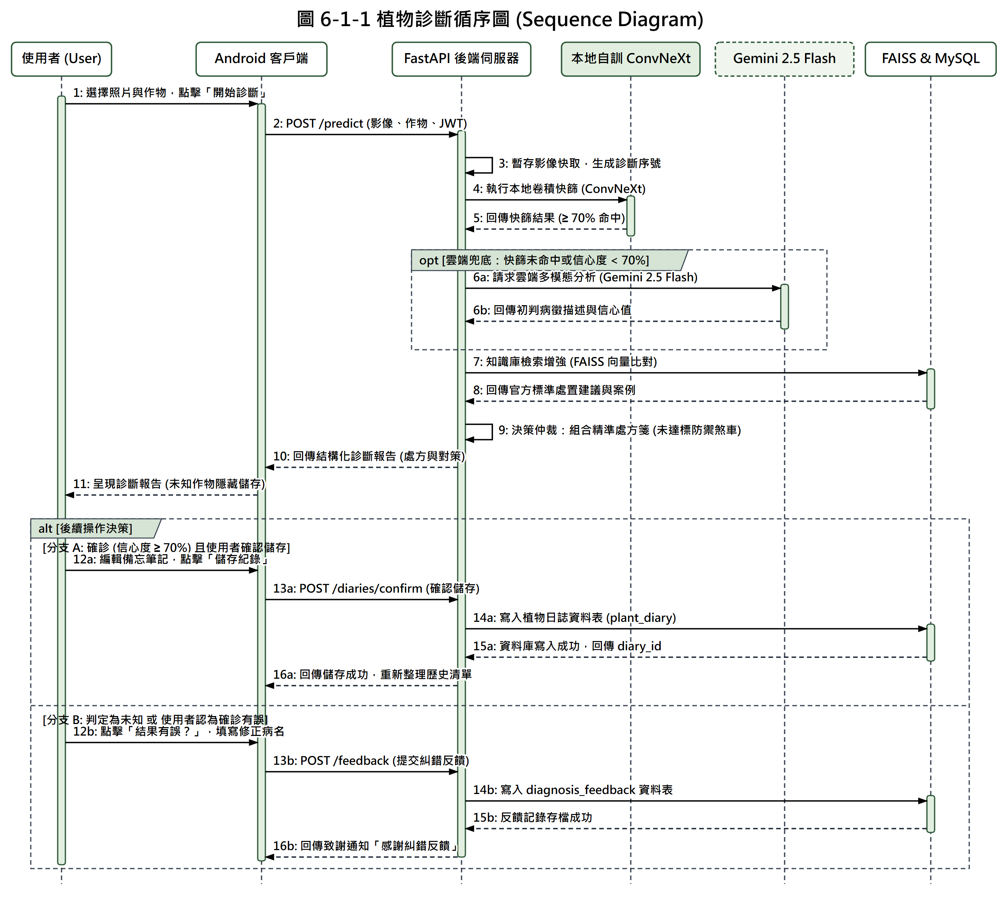 圖 6-1-1 植物診斷循序圖 (Sequence Diagram)
使用者 (User)
Android 客戶端
FastAPI 後端伺服器
本地自訓 ConvNeXt
Gemini 2.5 Flash
FAISS & MySQL
1: 選擇照片與作物，點擊「開始診斷」
2: POST /predict (影像、作物、JWT)
3: 暫存影像快取，生成診斷序號
4: 執行本地卷積快篩 (ConvNeXt)
5: 回傳快篩結果 (≥ 70% 命中)
opt [雲端兜底：快篩未命中或信心度 < 70%]
6a: 請求雲端多模態分析 (Gemini 2.5 Flash)
6b: 回傳初判病徵描述與信心值
7: 知識庫檢索增強 (FAISS 向量比對)
8: 回傳官方標準處置建議與案例
9: 決策仲裁：組合精準處方箋 (未達標防禦煞車)
10: 回傳結構化診斷報告 (處方與對策)
11: 呈現診斷報告 (未知作物隱藏儲存)
alt [後續操作決策]
[分支 A: 確診 (信心度 ≥ 70%) 且使用者確認儲存]
12a: 編輯備忘筆記，點擊「儲存紀錄」
13a: POST /diaries/confirm (確認儲存)
14a: 寫入植物日誌資料表 (plant_diary)
15a: 資料庫寫入成功，回傳 diary_id
16a: 回傳儲存成功，重新整理歷史清單
[分支 B: 判定為未知 或 使用者認為確診有誤]
12b: 點擊「結果有誤？」，填寫修正病名
13b: POST /feedback (提交糾錯反饋)
14b: 寫入 diagnosis_feedback 資料表
15b: 反饋記錄存檔成功
16b: 回傳致謝通知「感謝糾錯反饋」